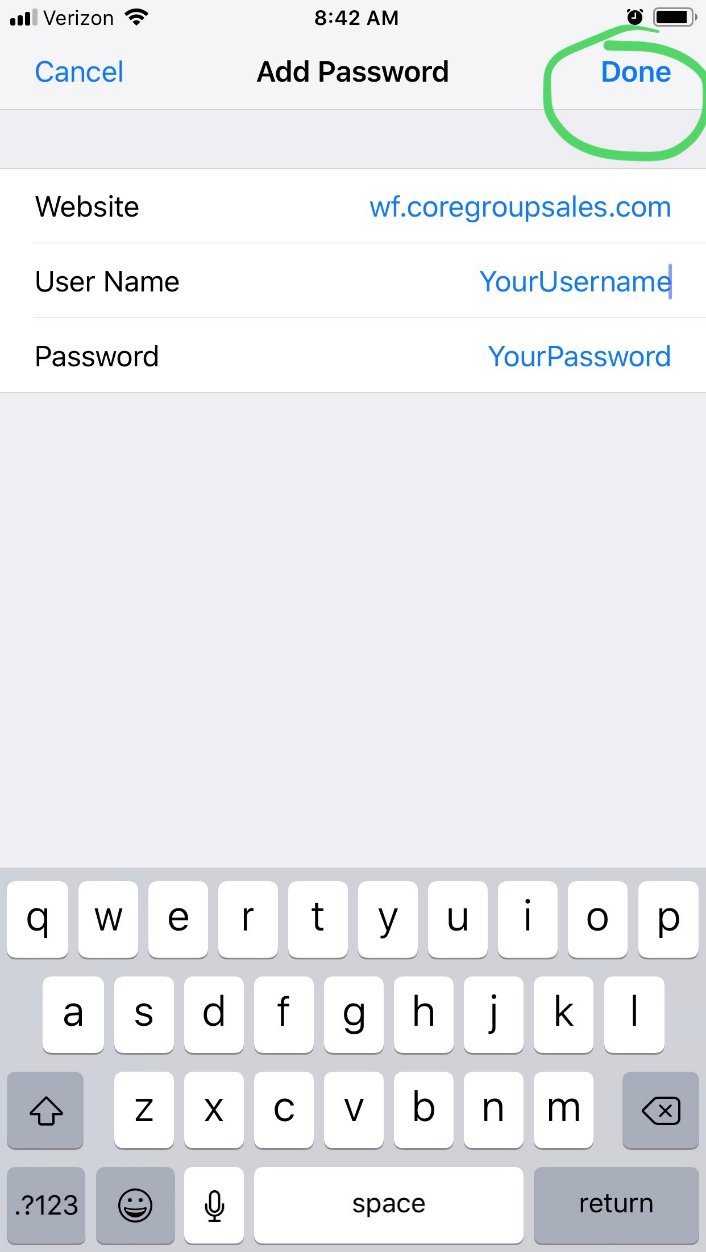 Verizon 8:42 AM
Cancel Add Password Done
Website wf.coregroupsales.com
User Name YourUsername
Password YourPassword
q w e r t y u i o p
a s d f g h j k l
z x c v b n m
.?123 space return